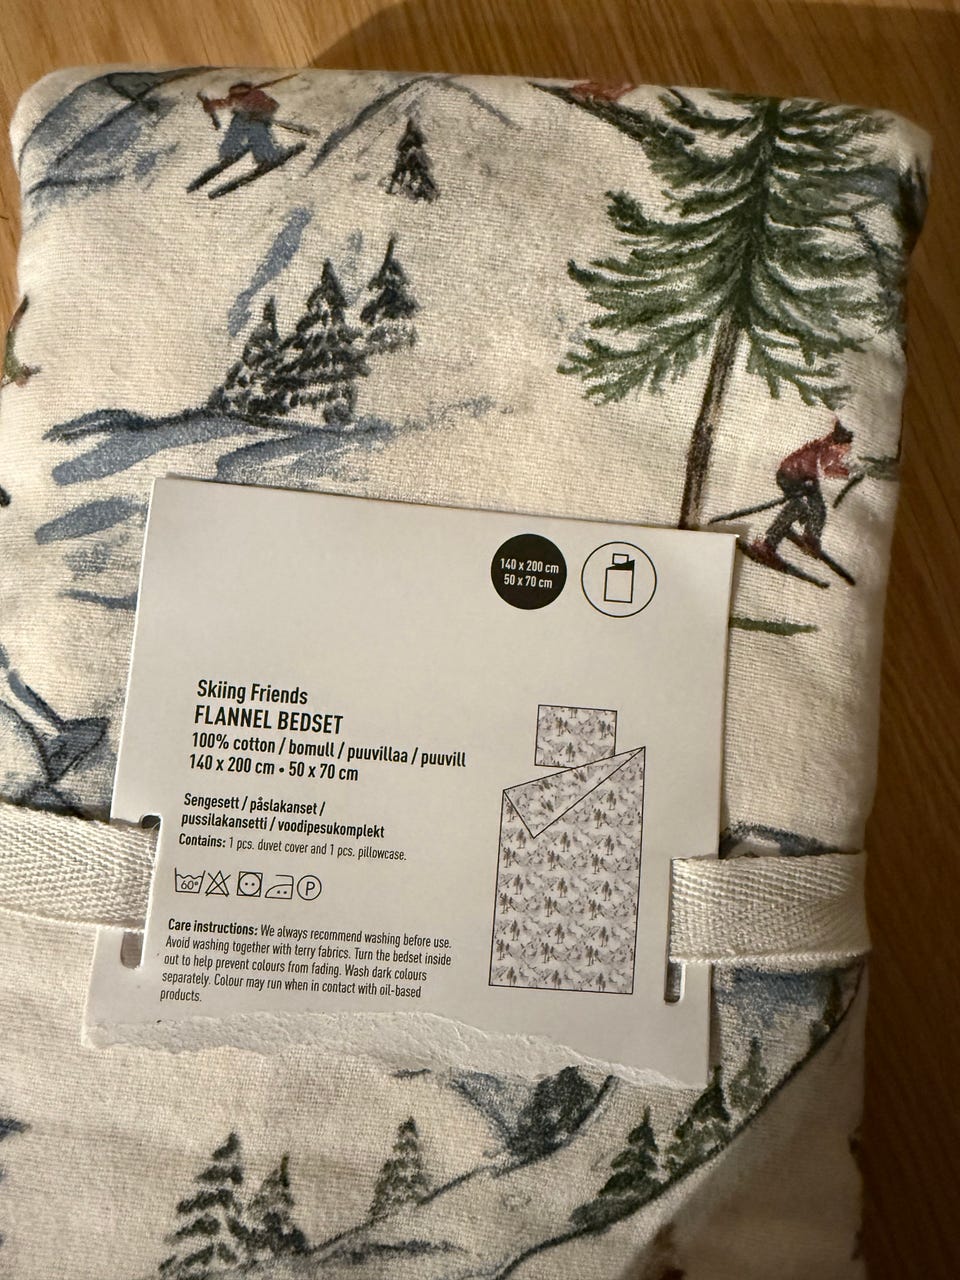 140 x 200 cm
50 x 70 cm
Skiing Friends
FLANNEL BEDSET
100% cotton / bomull / puuvillaa / puuvill
140 x 200 cm • 50 x 70 cm
Sengesett / påslakanset /
pussilakansetti / voodipesukomplekt
Contains: 1 pcs. duvet cover and 1 pcs. pillowcase.
60°
P
Care instructions: We always recommend washing before use.
Avoid washing together with terry fabrics. Turn the bedset inside
out to help prevent colours from fading. Wash dark colours
separately. Colour may run when in contact with oil-based
products.